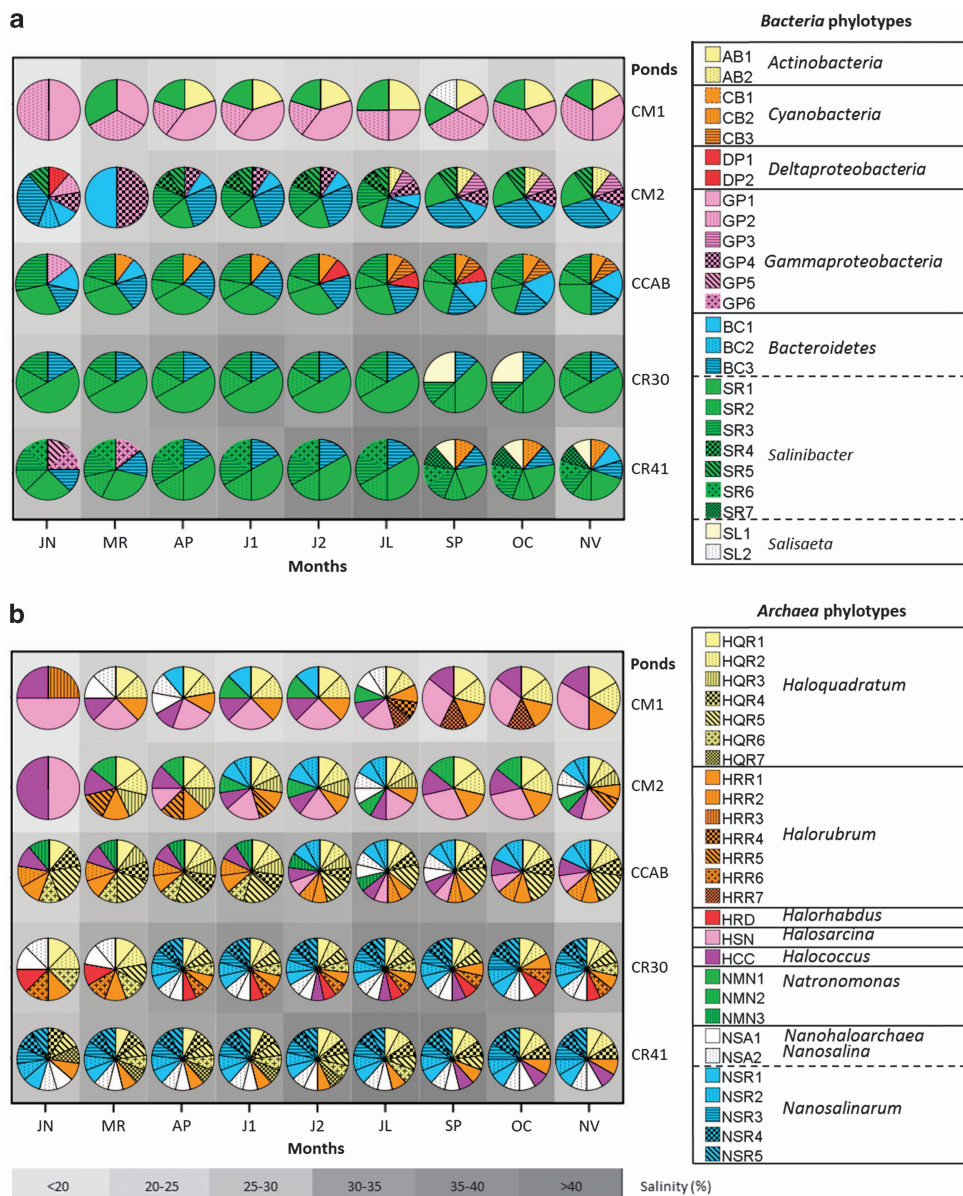 a
Bacteria phylotypes
Ponds
CM1
CM2
CCAB
CR30
CR41
AB1
AB2
Actinobacteria
CB1
CB2
CB3
Cyanobacteria
DP1
DP2
Deltaproteobacteria
GP1
GP2
GP3
GP4
GP5
GP6
Gammaproteobacteria
BC1
BC2
BC3
Bacteroidetes
SR1
SR2
SR3
SR4
SR5
SR6
SR7
Salinibacter
SL1
SL2
Salisaeta
JN MR AP J1 J2 JL SP OC NV
Months
b
Archaea phylotypes
Ponds
CM1
CM2
CCAB
CR30
CR41
HQR1
HQR2
HQR3
HQR4
HQR5
HQR6
HQR7
Haloquadratum
HRR1
HRR2
HRR3
HRR4
HRR5
HRR6
HRR7
Halorubrum
HRD
Halorhabdus
HSN
Halosarcina
HCC
Halococcus
NMN1
NMN2
NMN3
Natronomonas
NSA1
NSA2
Nanohaloarchaea
Nanosalina
NSR1
NSR2
NSR3
NSR4
NSR5
Nanosalinarum
JN MR AP J1 J2 JL SP OC NV
Months
<20 20-25 25-30 30-35 35-40 >40 Salinity (%)